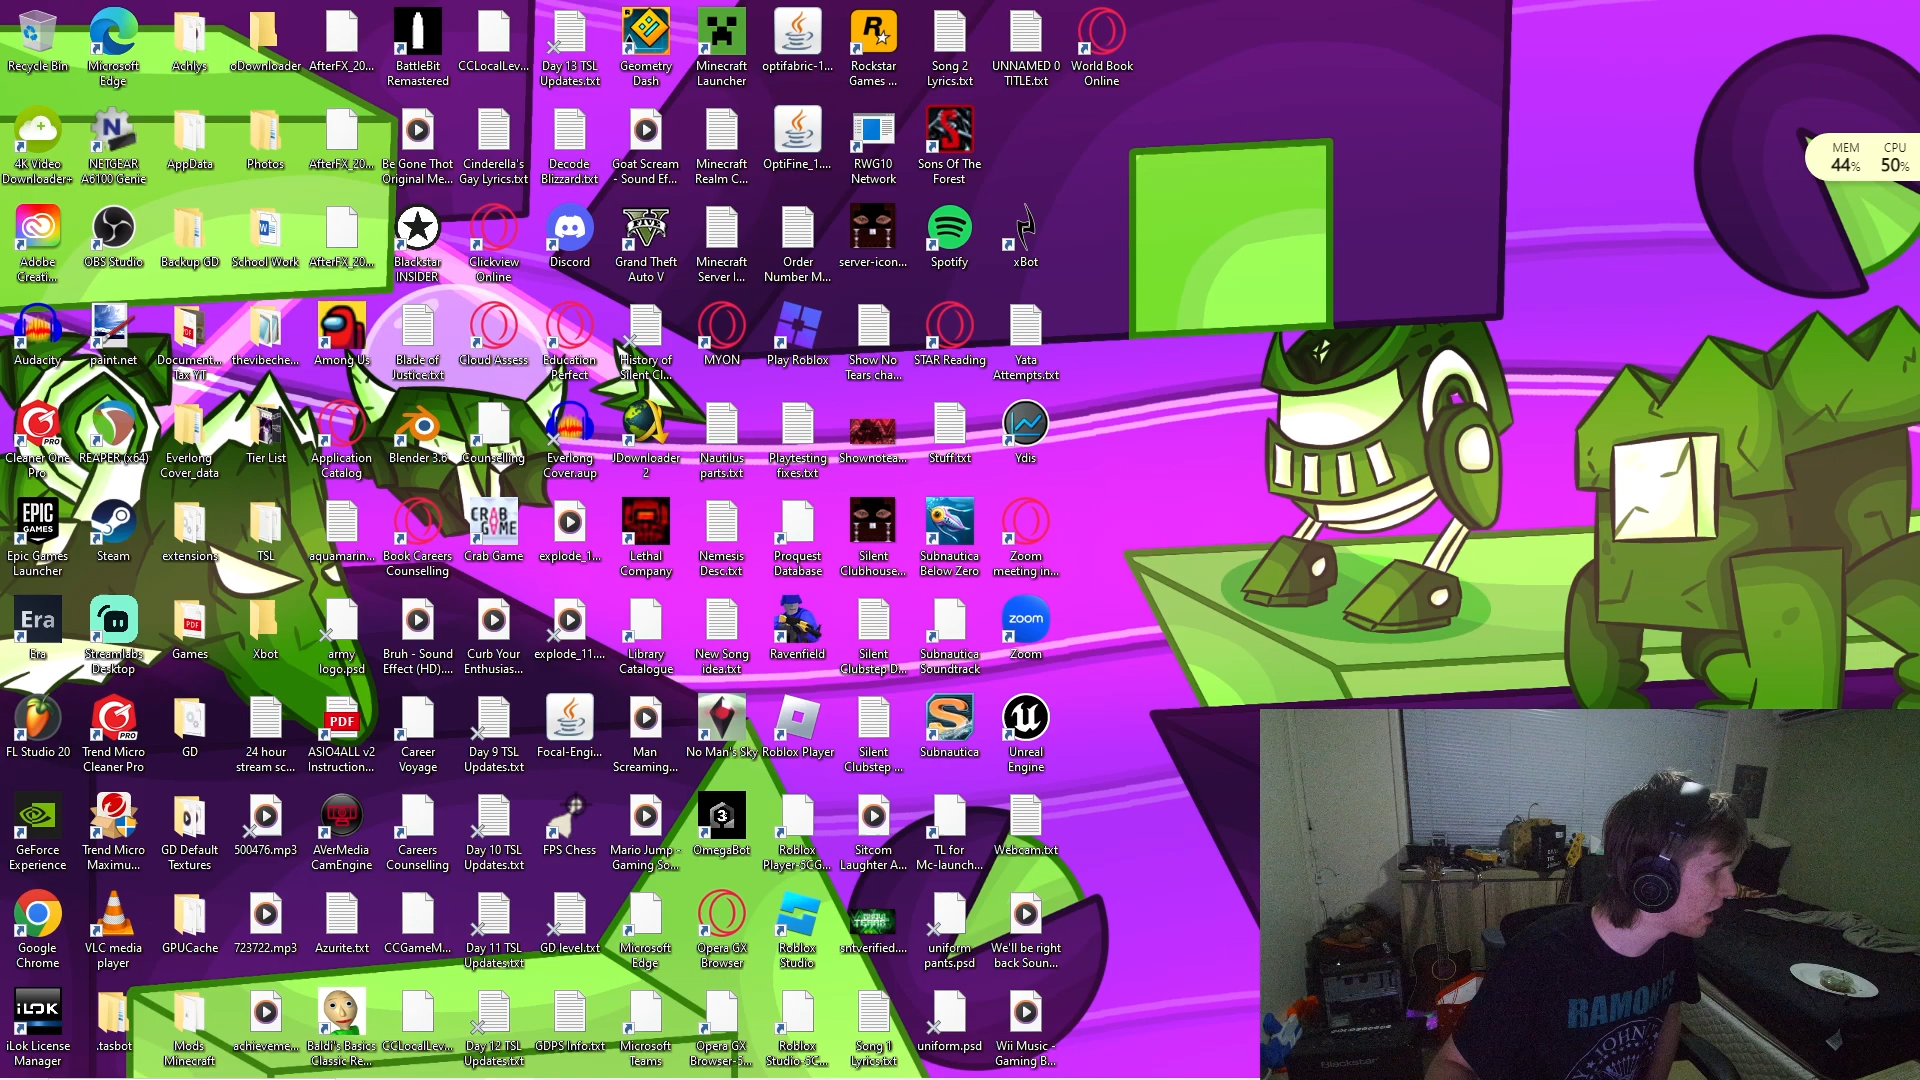 Recycle Bin
Microsoft
Edge
Achlys
oDownloader
AfterFX_20...
BattleBit
Remastered
CCLocalLev...
Day 13 TSL
Updates.txt
Geometry
Dash
Minecraft
Launcher
optifabric-1...
Rockstar
Games ...
Song 2
Lyrics.txt
UNNAMED 0
TITLE.txt
World Book
Online
4K Video
Downloader+
NETGEAR
A6100 Genie
AppData
Photos
AfterFX_20...
Be Gone Thot
Original Me...
Cinderella's
Gay Lyrics.txt
Decode
Blizzard.txt
Goat Scream
- Sound Ef...
Minecraft
Realm C...
OptiFine_1....
RWG10
Network
Sons Of The
Forest
MEM
44%
CPU
50%
Adobe
Creati...
OBS Studio
Backup GD
School Work
AfterFX_20...
Blackstar
INSIDER
Clickview
Online
Discord
Grand Theft
Auto V
Minecraft
Server I...
Order
Number M...
server-icon...
Spotify
xBot
Audacity
paint.net
Document...
Tax YT
thevibeche...
Among Us
Blade of
Justice.txt
Cloud Assess
Education
Perfect
History of
Silent Cl...
MYON
Play Roblox
Show No
Tears cha...
STAR Reading
Yata
Attempts.txt
Cleaner One
Pro
REAPER (x64)
Everlong
Cover_data
Tier List
Application
Catalog
Blender 3.6
Counselling
Everlong
Cover.aup
JDownloader
2
Nautilus
parts.txt
Playtesting
fixes.txt
Shownotea...
Stuff.txt
Ydis
EPIC
GAMES
Epic Games
Launcher
Steam
extensions
TSL
aquamarin...
Book Careers
Counselling
CRAB
GAME
Crab Game
explode_1...
Lethal
Company
Nemesis
Desc.txt
Proquest
Database
Silent
Clubhouse...
Subnautica
Below Zero
Zoom
meeting in...
Era
Era
Streamlabs
Desktop
PDF
Games
Xbot
army
logo.psd
Bruh - Sound
Effect (HD)....
Curb Your
Enthusias...
explode_11....
Library
Catalogue
New Song
idea.txt
Ravenfield
Silent
Clubstep D...
Subnautica
Soundtrack
zoom
Zoom
FL Studio 20
PRO
Trend Micro
Cleaner Pro
GD
24 hour
stream sc...
PDF
ASIO4ALL v2
Instruction...
Career
Voyage
Day 9 TSL
Updates.txt
Focal-Engi...
Man
Screaming...
No Man's Sky
Roblox Player
Silent
Clubstep ...
Subnautica
Unreal
Engine
GeForce
Experience
Trend Micro
Maximu...
GD Default
Textures
500476.mp3
AVerMedia
CamEngine
Careers
Counselling
Day 10 TSL
Updates.txt
FPS Chess
Mario Jump -
Gaming So...
OmegaBot
Roblox
Player-5CG...
Sitcom
Laughter A...
TL for
Mc-launch...
Webcam.txt
Google
Chrome
VLC media
player
GPUCache
723722.mp3
Azurite.txt
CCGameM...
Day 11 TSL
Updates.txt
GD level.txt
Microsoft
Edge
Opera GX
Browser
Roblox
Studio
sntverified....
uniform
pants.psd
We'll be right
back Soun...
iLOK
iLok License
Manager
.tasbot
Mods
Minecraft
achieveme...
Baldi's Basics
Classic Re...
CCLocalLev...
Day 12 TSL
Updates.txt
GDPS Info.txt
Microsoft
Teams
Opera GX
Browser-5...
Roblox
Studio-5C...
Song 1
Lyrics.txt
uniform.psd
Wii Music -
Gaming B...
RAMONES
JOHNNY
Blackstar